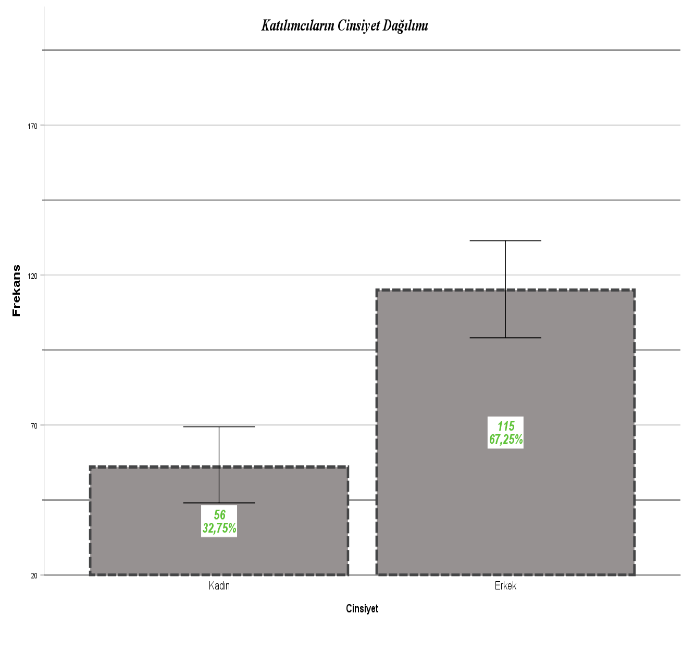 Katılımcıların Cinsiyet Dağılımı
170
120
70
20
Frekans
56
32,75%
115
67,25%
Kadın
Erkek
Cinsiyet